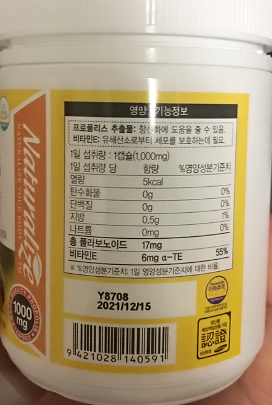 영양·기능정보
프로폴리스 추출물: 항산화에 도움을 줄 수 있음.
비타민E: 유해산소로부터 세포를 보호하는데 필요.
1일 섭취량 : 1캡슐(1,000mg)
1일 섭취량 당 함량 %영양성분기준치
열량 5kcal
탄수화물 0g 0%
단백질 0g 0%
지방 0.5g 1%
나트륨 0mg 0%
총 플라보노이드 17mg
비타민E 6mg α-TE 55%
※ %영양성분기준치: 1일 영양성분기준치에 대한 비율.
Naturalz
1000mg
Y8708
2021/12/15
認證
9 421028 140591